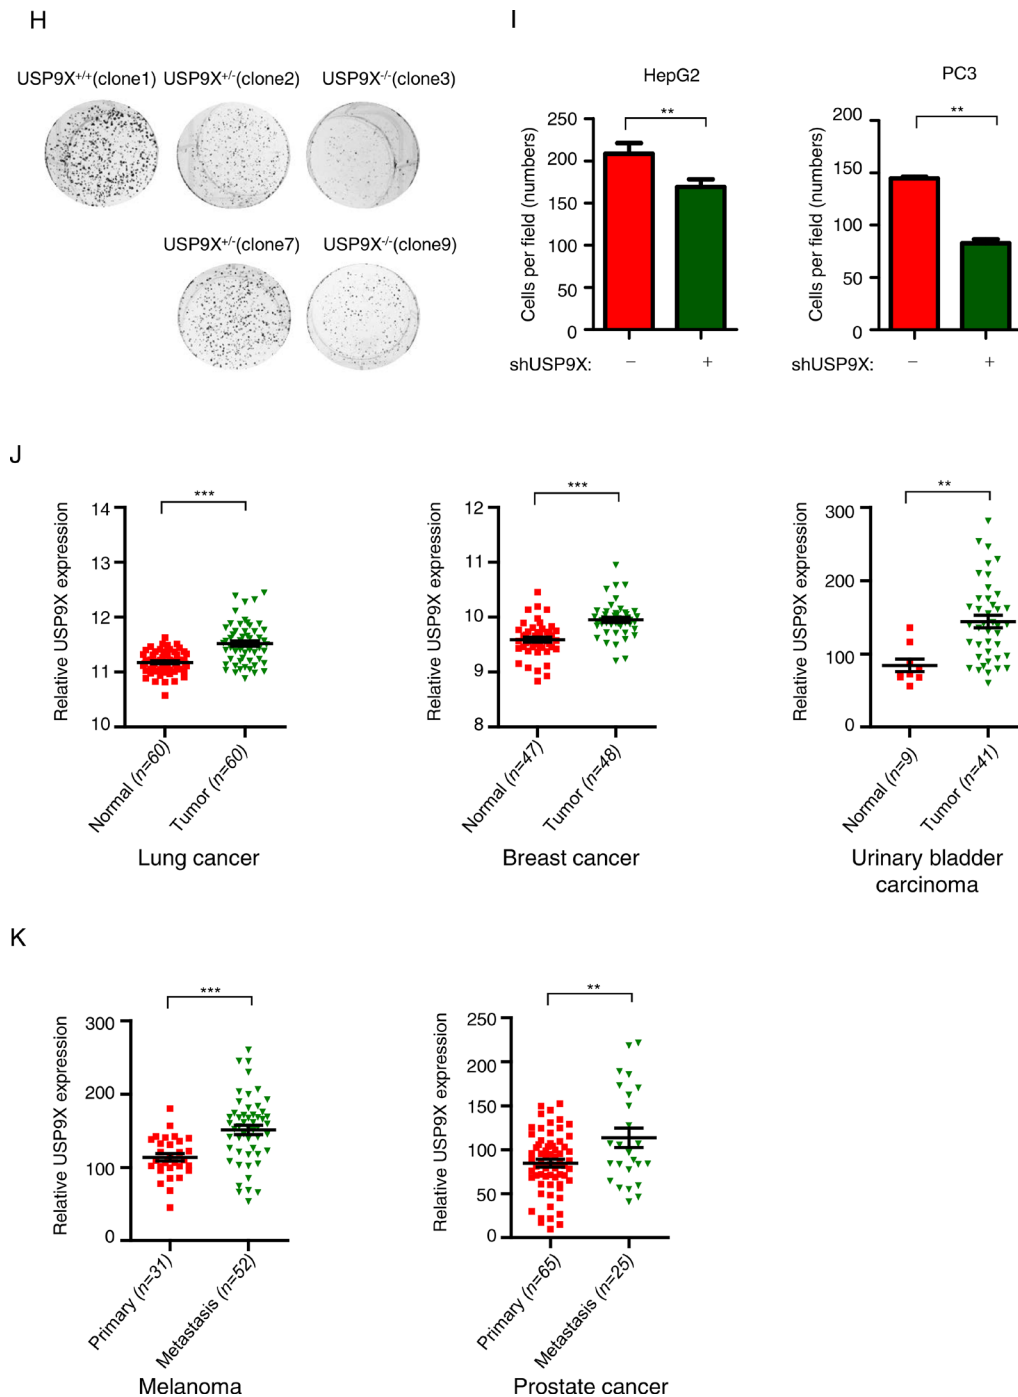 H
USP9X+/+(clone1) USP9X+/-(clone2) USP9X-/-(clone3)
USP9X+/-(clone7) USP9X-/-(clone9)
I
HepG2
**
Cells per field (numbers)
250
200
150
100
50
0
shUSP9X: − +
PC3
**
Cells per field (numbers)
200
150
100
50
0
shUSP9X: − +
J
***
Relative USP9X expression
14
13
12
11
10
Normal (n=60)
Tumor (n=60)
Lung cancer
***
Relative USP9X expression
12
11
10
9
8
Normal (n=47)
Tumor (n=48)
Breast cancer
**
Relative USP9X expression
300
200
100
0
Normal (n=9)
Tumor (n=41)
Urinary bladder
carcinoma
K
***
Relative USP9X expression
300
200
100
0
Primary (n=31)
Metastasis (n=52)
Melanoma
**
Relative USP9X expression
250
200
150
100
50
0
Primary (n=65)
Metastasis (n=25)
Prostate cancer